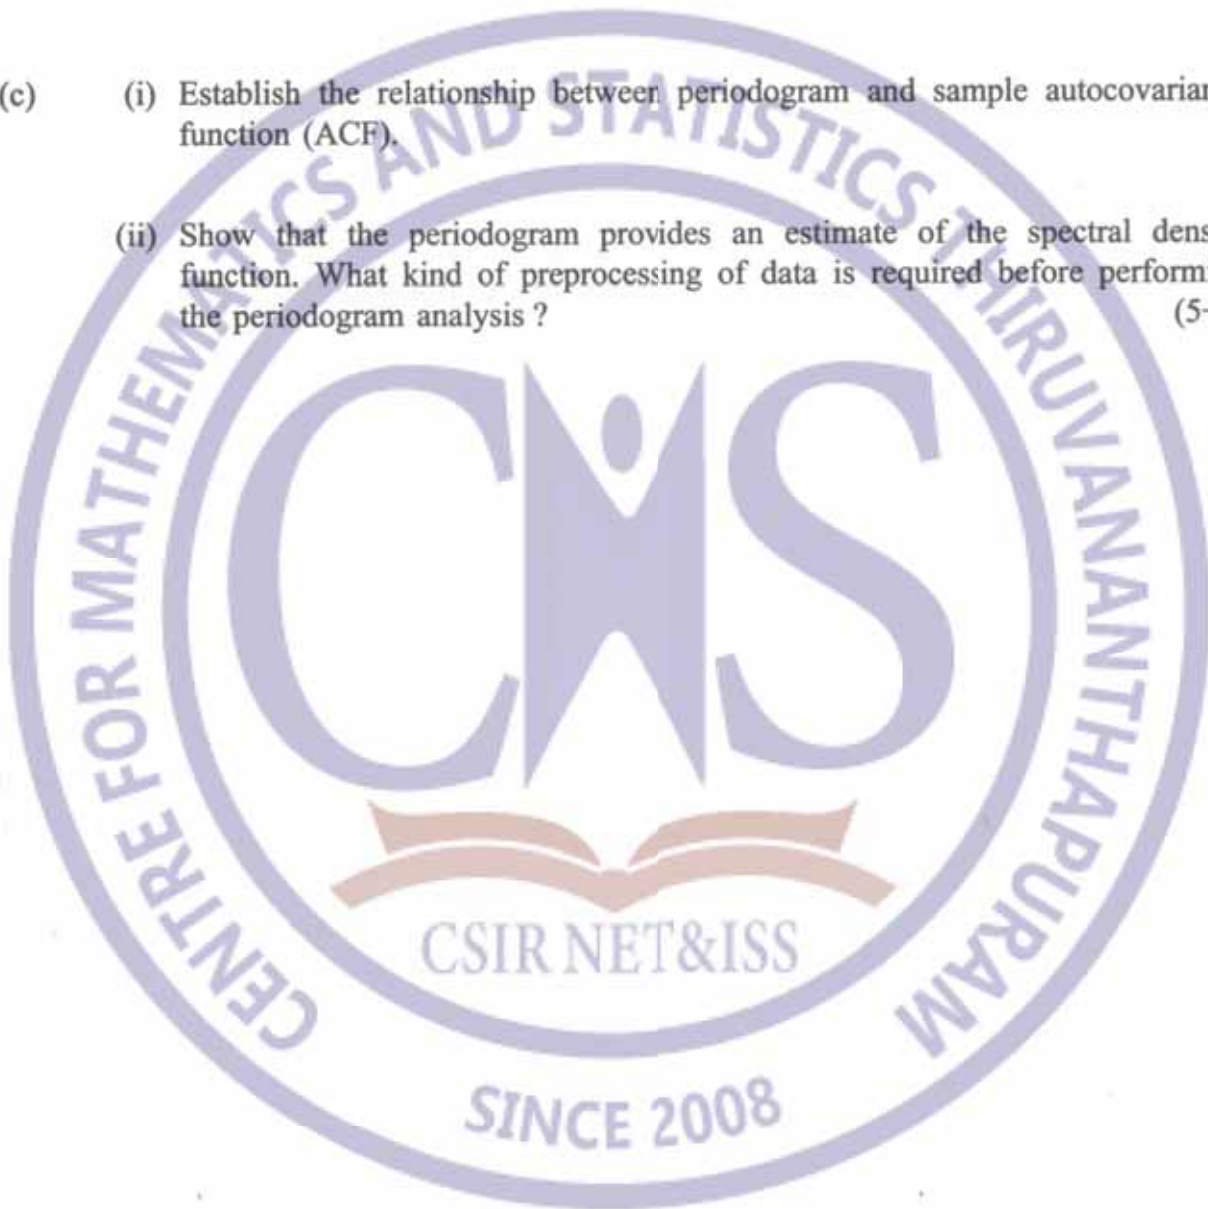 (c) (i) Establish the relationship between periodogram and sample autocovarian
function (ACF).
(ii) Show that the periodogram provides an estimate of the spectral dens
function. What kind of preprocessing of data is required before perform
the periodogram analysis ? (5-
CENTRE FOR MATHEMATICS AND STATISTICS THIRUVANANTHAPURAM
CMS
CSIR NET&ISS
SINCE 2008